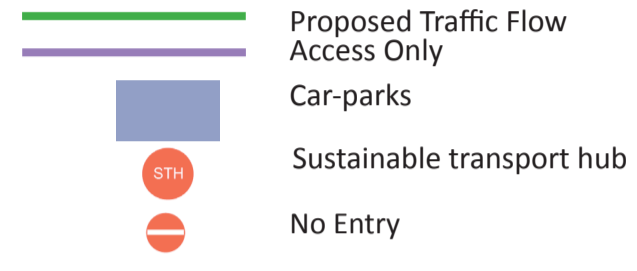 Proposed Traffic Flow
Access Only
Car-parks
STH
Sustainable transport hub
No Entry